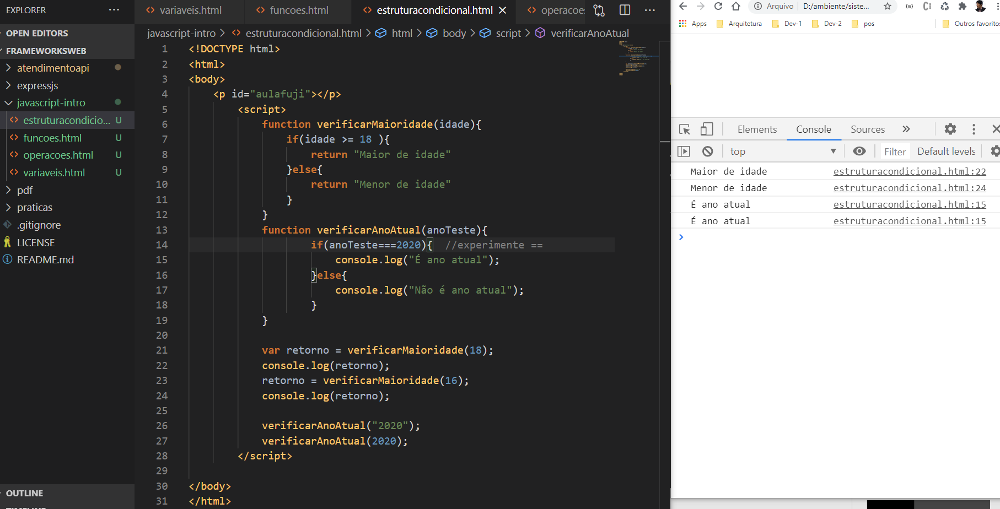 EXPLORER ···
OPEN EDITORS
FRAMEWORKSWEB
atendimentoapi
expressjs
javascript-intro
estruturacondicio... U
funcoes.html U
operacoes.html U
variaveis.html U
pdf
praticas
.gitignore
LICENSE
README.md
OUTLINE
TIMELINE
variaveis.html funcoes.html estruturacondicional.html operacoes
javascript-intro > estruturacondicional.html > html > body > script > verificarAnoAtual
1 <!DOCTYPE html>
2 <html>
3 <body>
4 <p id="aulafuji"></p>
5 <script>
6 function verificarMaioridade(idade){
7 if(idade >= 18 ){
8 return "Maior de idade"
9 }else{
10 return "Menor de idade"
11 }
12 }
13 function verificarAnoAtual(anoTeste){
14 if(anoTeste===2020){ //experimente ==
15 console.log("É ano atual");
16 }else{
17 console.log("Não é ano atual");
18 }
19 }
20
21 var retorno = verificarMaioridade(18);
22 console.log(retorno);
23 retorno = verificarMaioridade(16);
24 console.log(retorno);
25
26 verificarAnoAtual("2020");
27 verificarAnoAtual(2020);
28 </script>
29
30 </body>
31 </html>
Arquivo | D:/ambiente/siste...
Apps Arquitetura Dev-1 Dev-2 pos Outros favoritos
Elements Console Sources »
top Filter Default levels
Maior de idade estruturacondicional.html:22
Menor de idade estruturacondicional.html:24
É ano atual estruturacondicional.html:15
É ano atual estruturacondicional.html:15
>